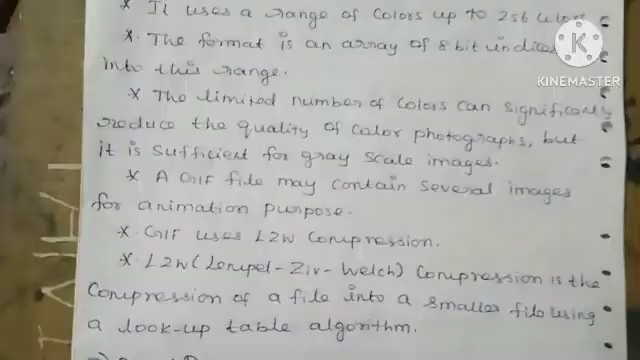 * It uses a range of colors up to 256 colors
* The format is an array of 8 bit indices
into this range.
* The limited number of colors can significantly
reduce the quality of color photographs, but
it is sufficient for gray scale images.
* A GIF file may contain several images
for animation purpose.
* GIF uses LZW compression.
* LZW (Lempel-Ziv-Welch) compression is the
compression of a file into a smaller file using
a look-up table algorithm.
KINEMASTER